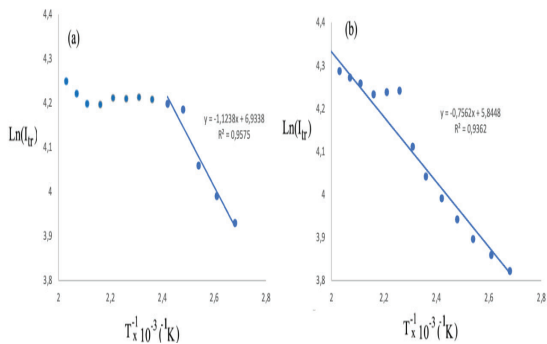 (a)
4,4
4,3
4,2
4,1
4
3,9
3,8
Ln(I_tr)
y = -1,1238x + 6,9338
R² = 0,9575
2 2,2 2,4 2,6 2,8
T_x^-1 10^-3 (^-1K)
(b)
4,4
4,3
4,2
4,1
4
3,9
3,8
Ln(I_tr)
y = -0,7562x + 5,8448
R² = 0,9362
2 2,2 2,4 2,6 2,8
T_x^-1 10^-3 (^-1K)